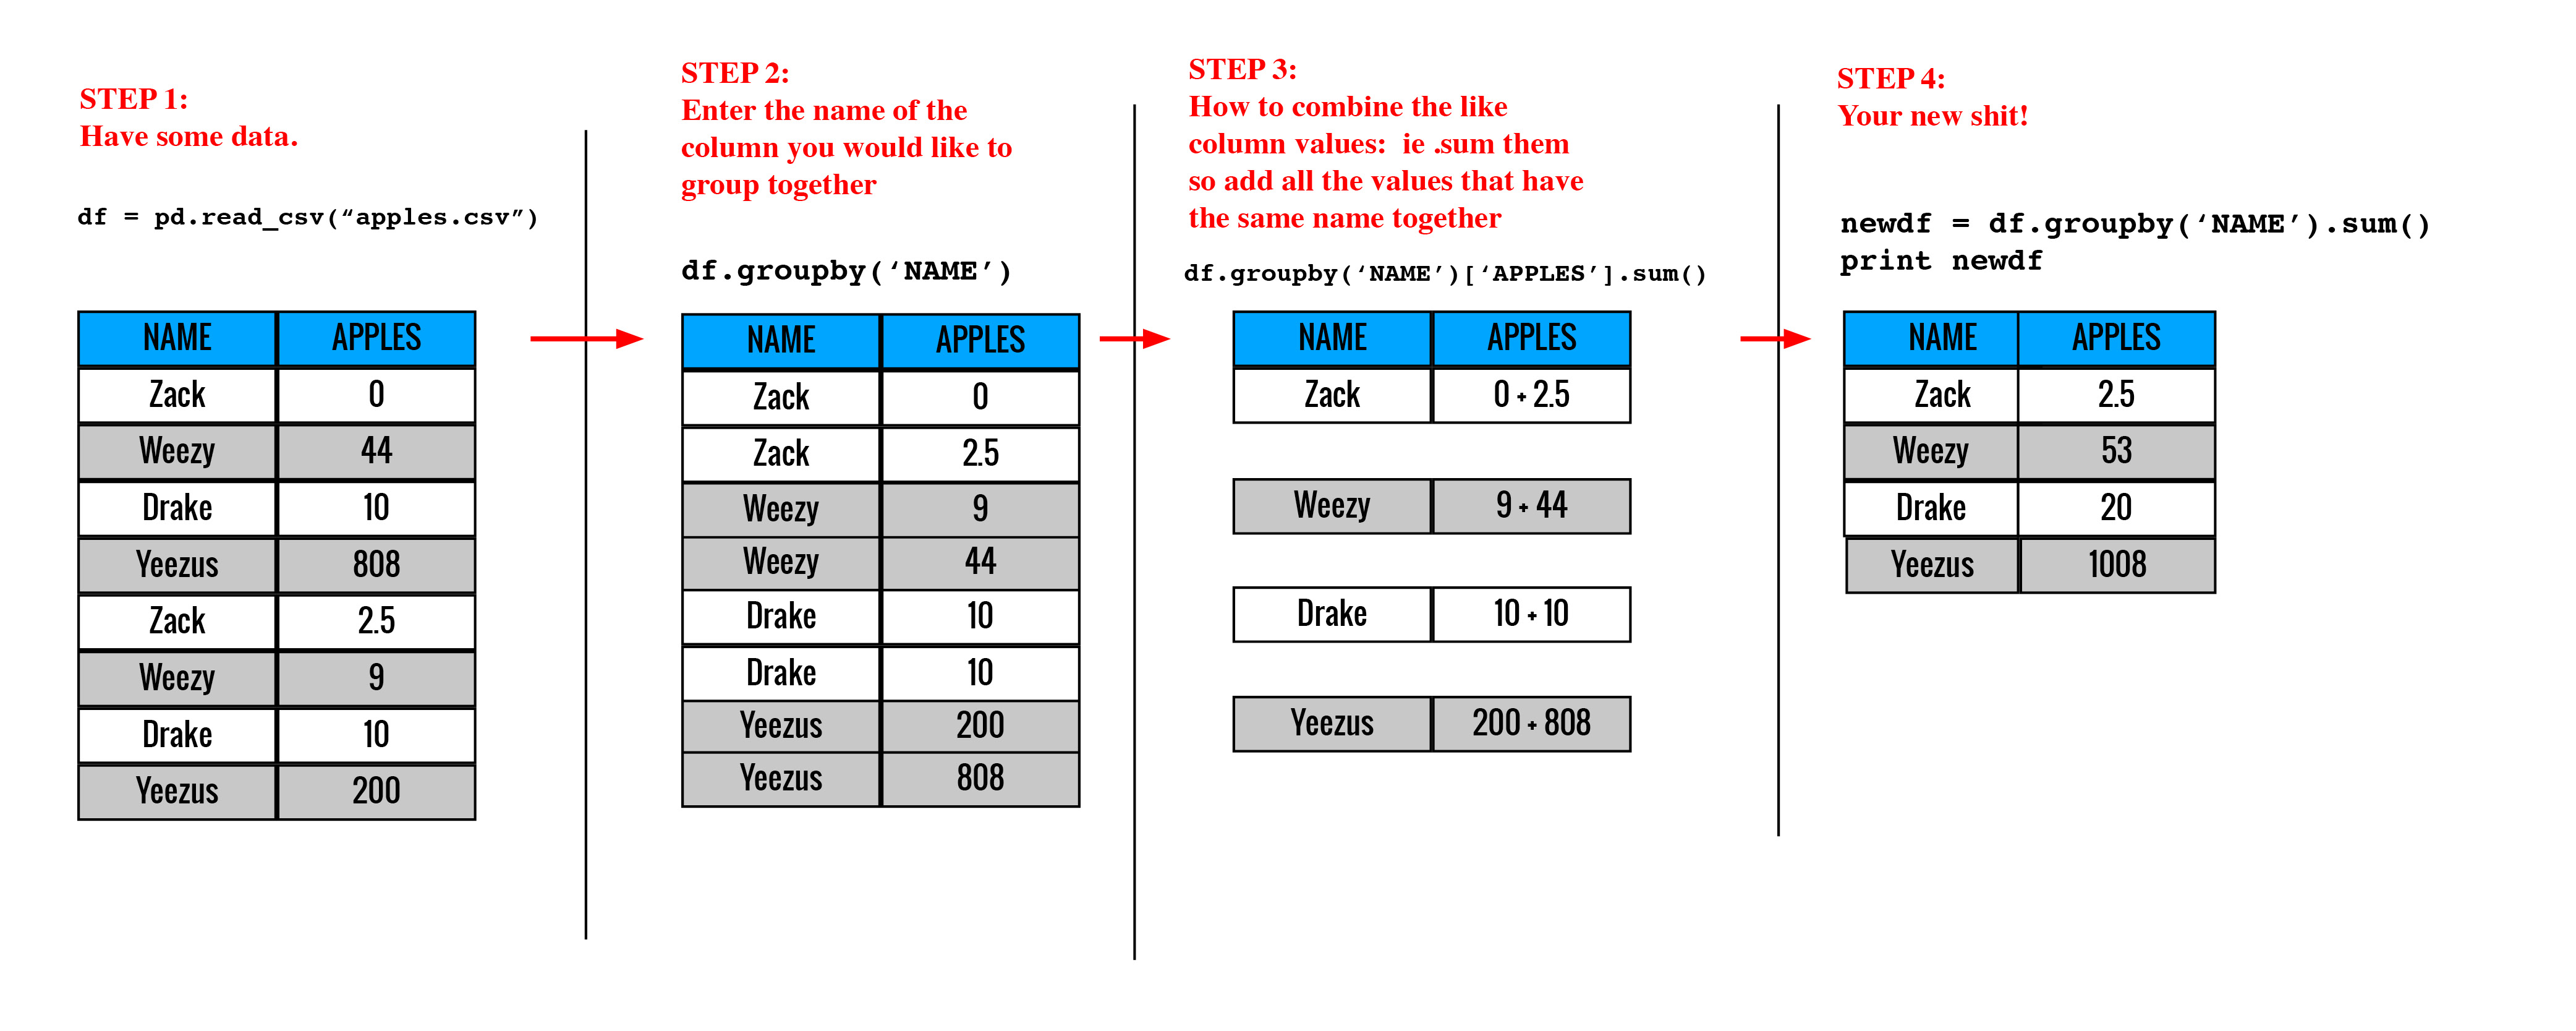 STEP 1:
Have some data.
df = pd.read_csv(“apples.csv”)
NAME APPLES
Zack 0
Weezy 44
Drake 10
Yeezus 808
Zack 2.5
Weezy 9
Drake 10
Yeezus 200
STEP 2:
Enter the name of the
column you would like to
group together
df.groupby(‘NAME’)
NAME APPLES
Zack 0
Zack 2.5
Weezy 9
Weezy 44
Drake 10
Drake 10
Yeezus 200
Yeezus 808
STEP 3:
How to combine the like
column values:  ie .sum them
so add all the values that have
the same name together
df.groupby(‘NAME’)[‘APPLES’].sum()
NAME APPLES
Zack 0 + 2.5
Weezy 9 + 44
Drake 10 + 10
Yeezus 200 + 808
STEP 4:
Your new shit!
newdf = df.groupby(‘NAME’).sum()
print newdf
NAME APPLES
Zack 2.5
Weezy 53
Drake 20
Yeezus 1008